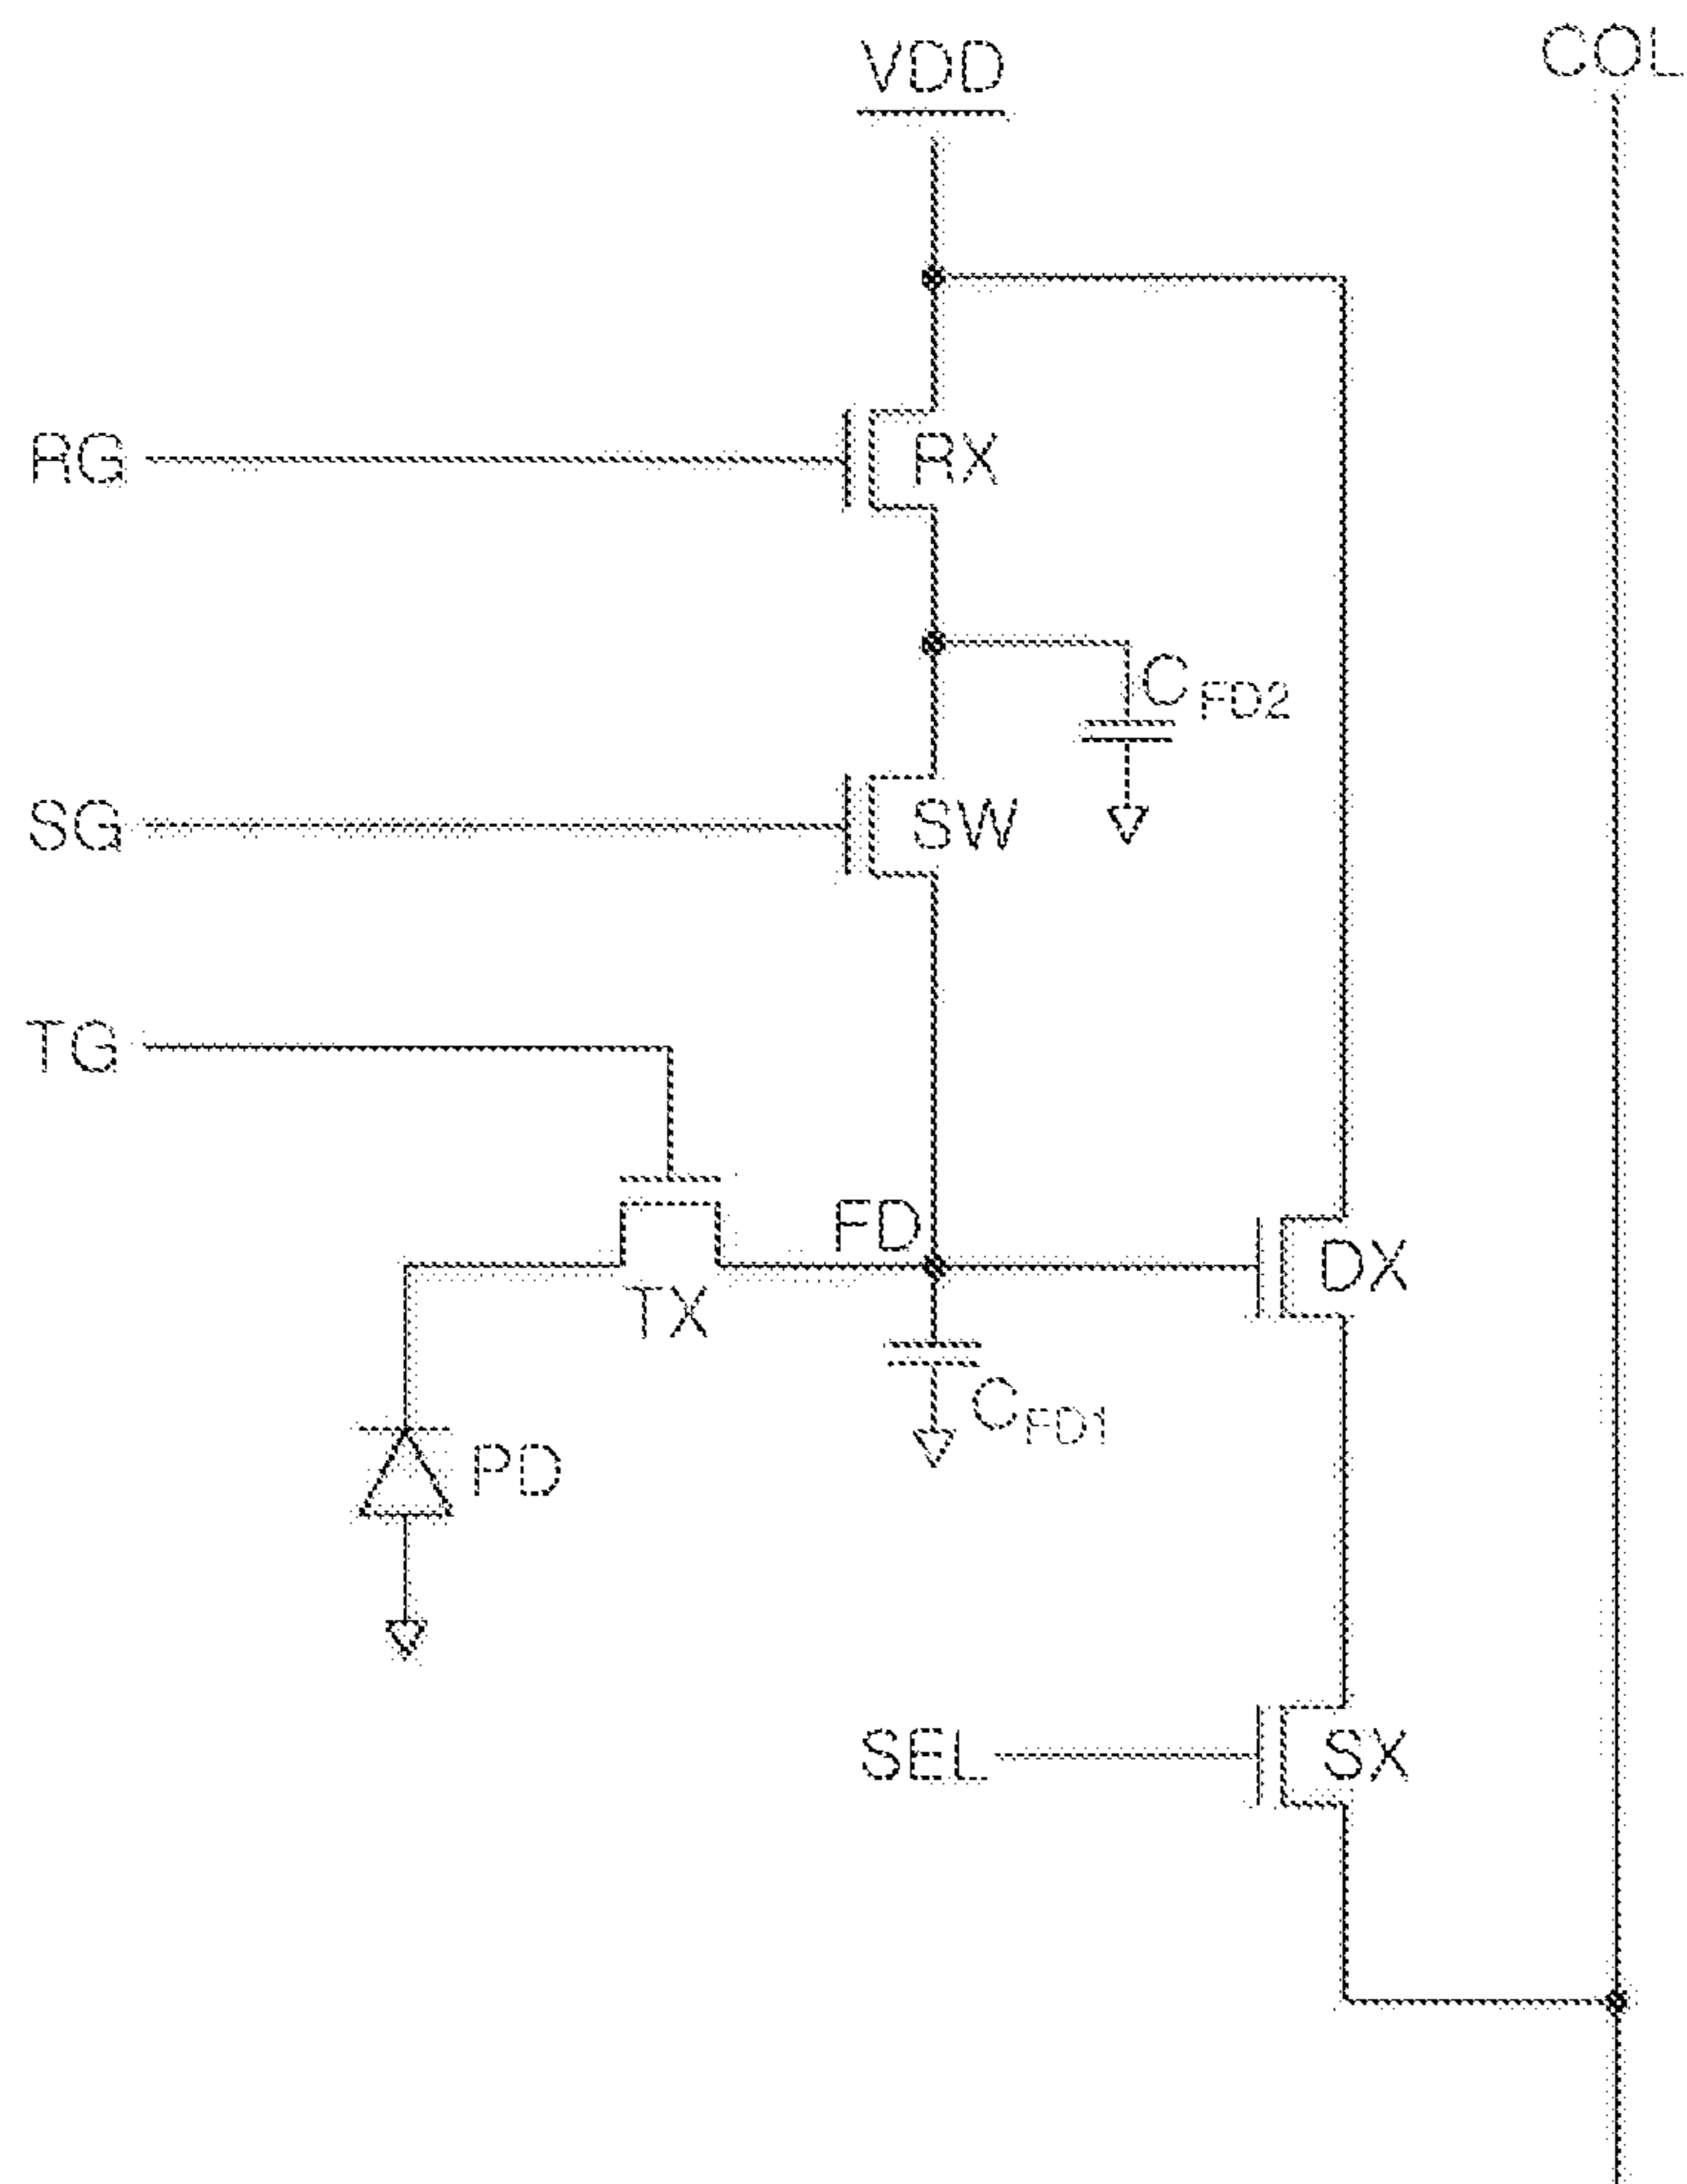 VDD
COL
RG
RX
C FD2
SG
SW
TG
FD
DX
TX
C FD1
PD
SEL
SX